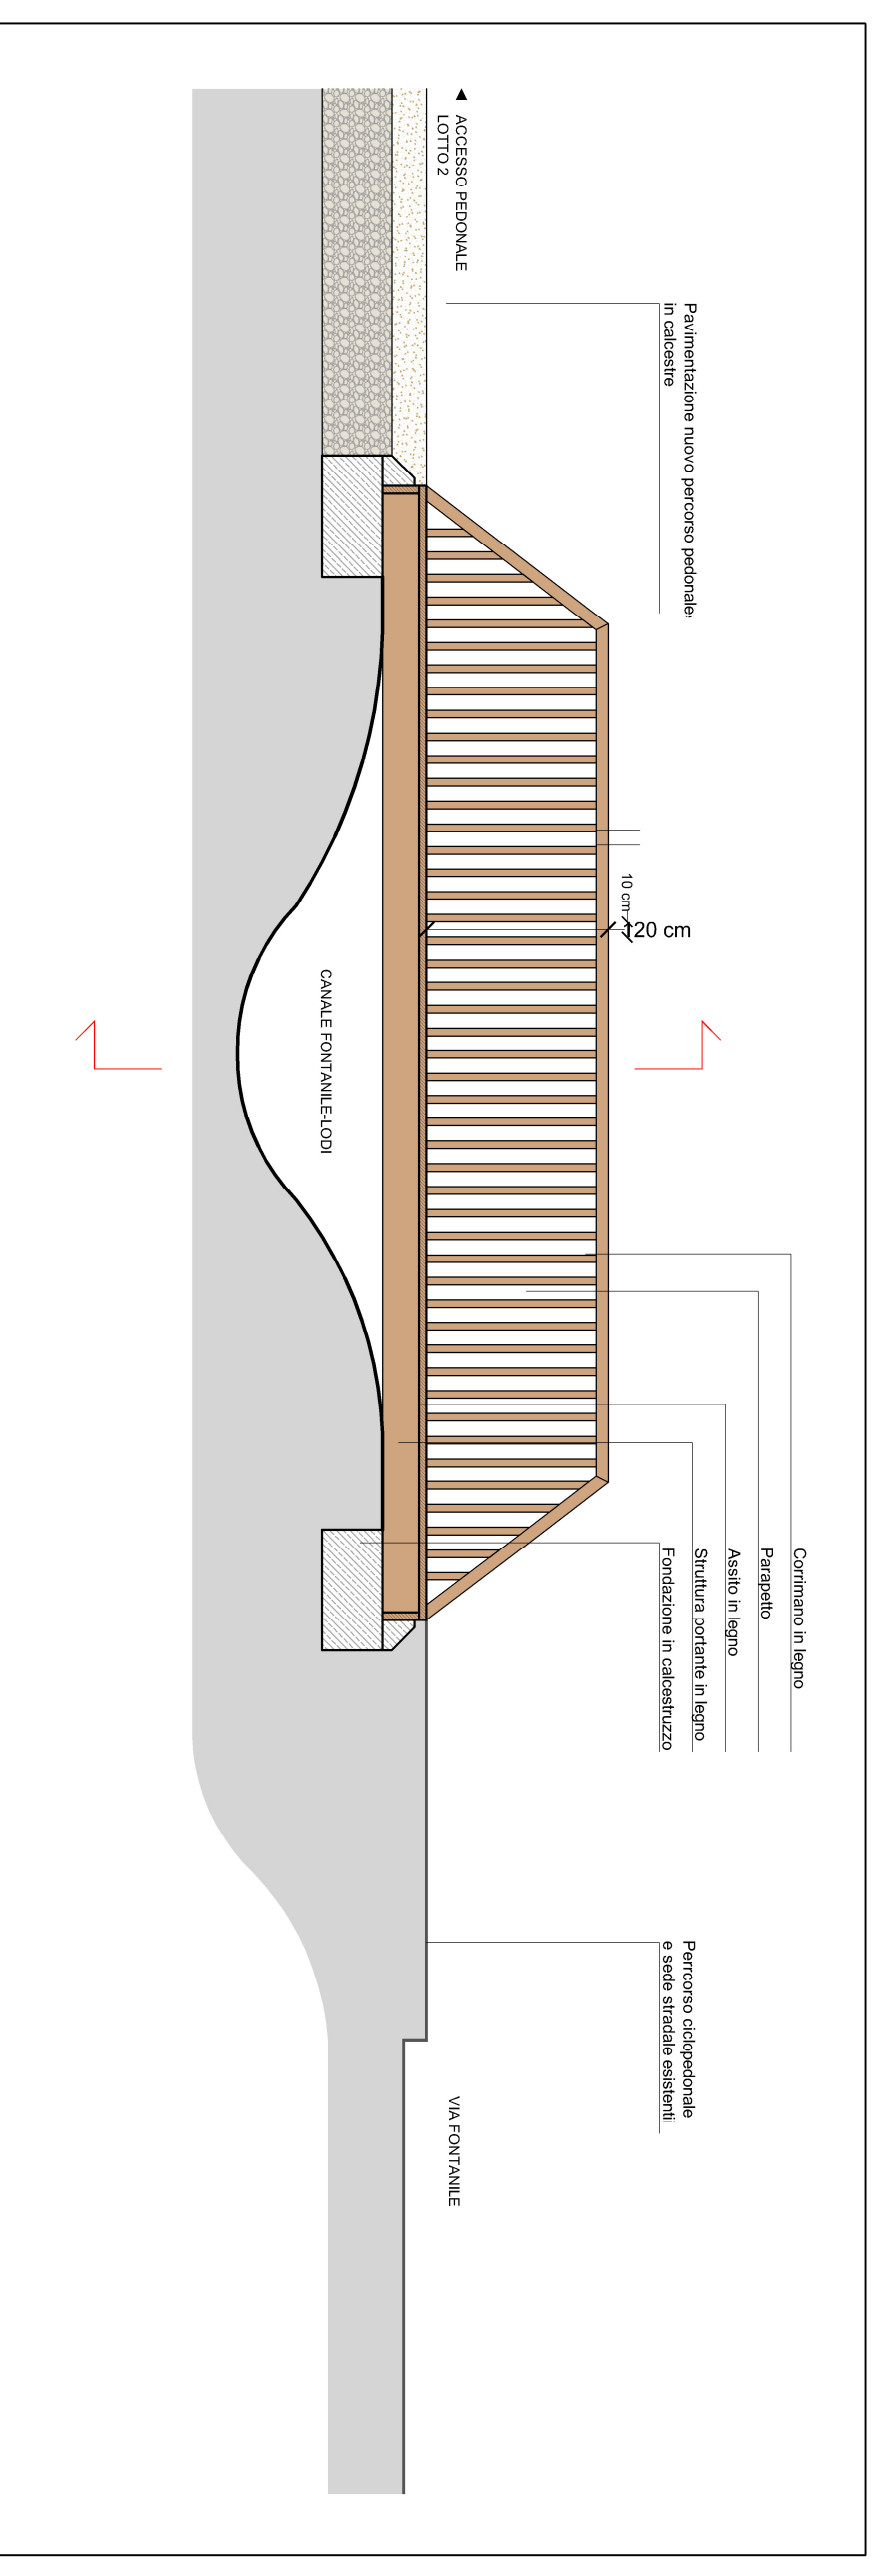 ACCESSO PEDONALE
LOTTO 2
Pavimentazione nuovo percorso pedonale
in calcestre
10 cm
120 cm
CANALE FONTANILE-LODI
Corrimano in legno
Parapetto
Assito in legno
Struttura portante in legno
Fondazione in calcestruzzo
Perrcorso ciclopedonale
e sede stradale esistenti
VIA FONTANILE